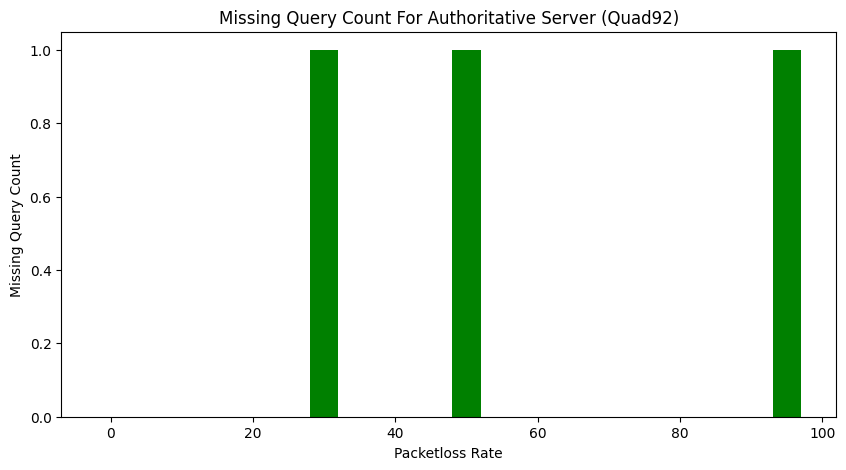 Missing Query Count For Authoritative Server (Quad92)
Missing Query Count
1.0
0.8
0.6
0.4
0.2
0.0
0 20 40 60 80 100
Packetloss Rate